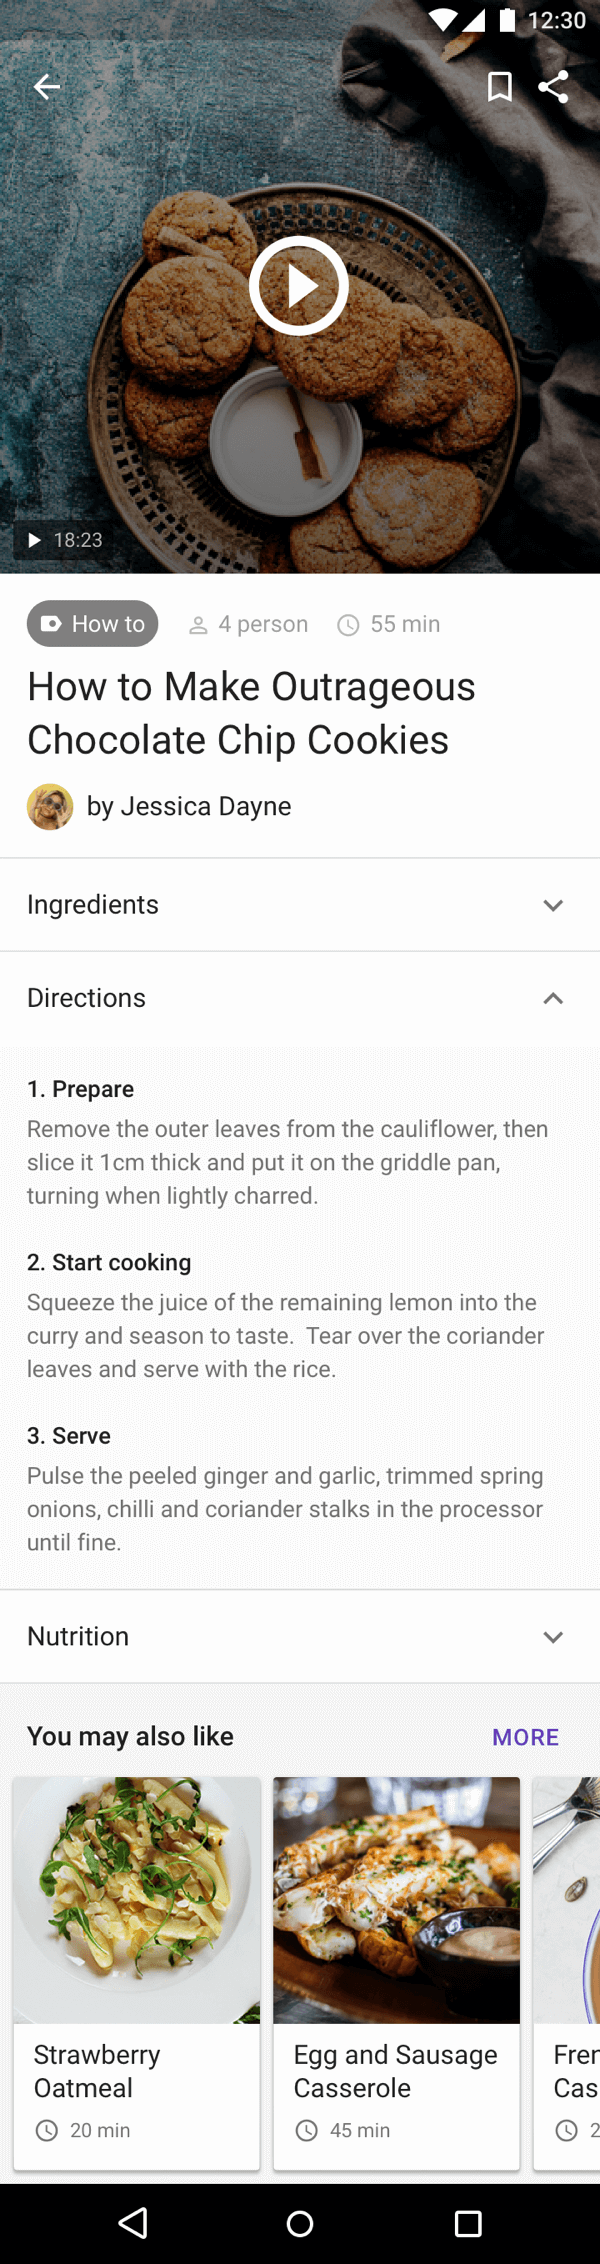 12:30
18:23
How to 4 person 55 min
How to Make Outrageous
Chocolate Chip Cookies
by Jessica Dayne
Ingredients
Directions
1. Prepare
Remove the outer leaves from the cauliflower, then
slice it 1cm thick and put it on the griddle pan,
turning when lightly charred.
2. Start cooking
Squeeze the juice of the remaining lemon into the
curry and season to taste.  Tear over the coriander
leaves and serve with the rice.
3. Serve
Pulse the peeled ginger and garlic, trimmed spring
onions, chilli and coriander stalks in the processor
until fine.
Nutrition
You may also like MORE
Strawberry
Oatmeal
20 min
Egg and Sausage
Casserole
45 min
Fren
Cas
2